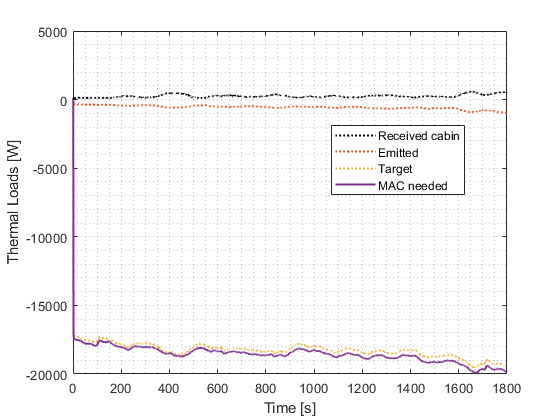 5000
0
-5000
-10000
-15000
-20000
Thermal Loads [W]
Received cabin
Emitted
Target
MAC needed
0 200 400 600 800 1000 1200 1400 1600 1800
Time [s]